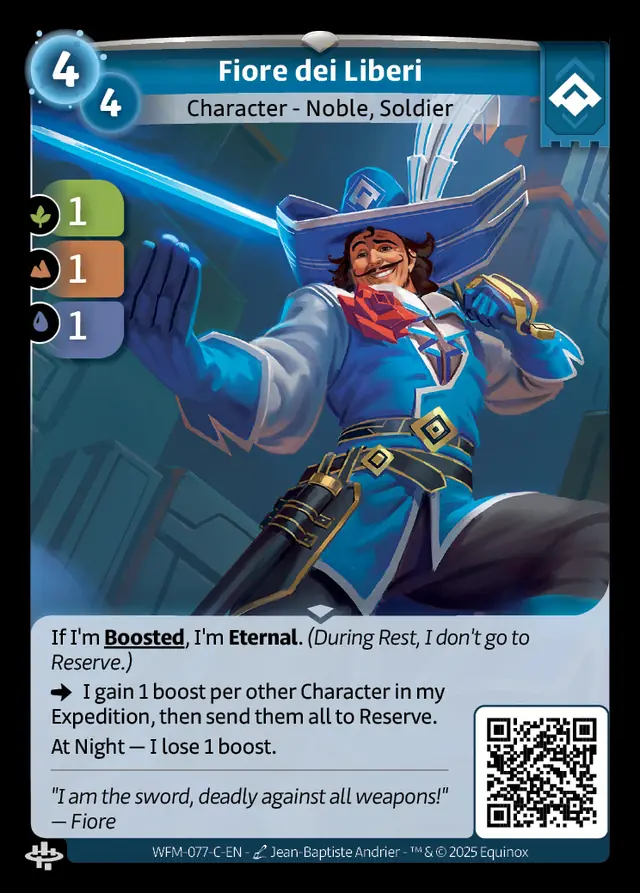 4
4
Fiore dei Liberi
Character - Noble, Soldier
1
1
1
If I'm Boosted, I'm Eternal. (During Rest, I don't go to
Reserve.)
I gain 1 boost per other Character in my
Expedition, then send them all to Reserve.
At Night — I lose 1 boost.
"I am the sword, deadly against all weapons!"
— Fiore
WFM-077-C-EN - Jean-Baptiste Andrier - ™ & © 2025 Equinox